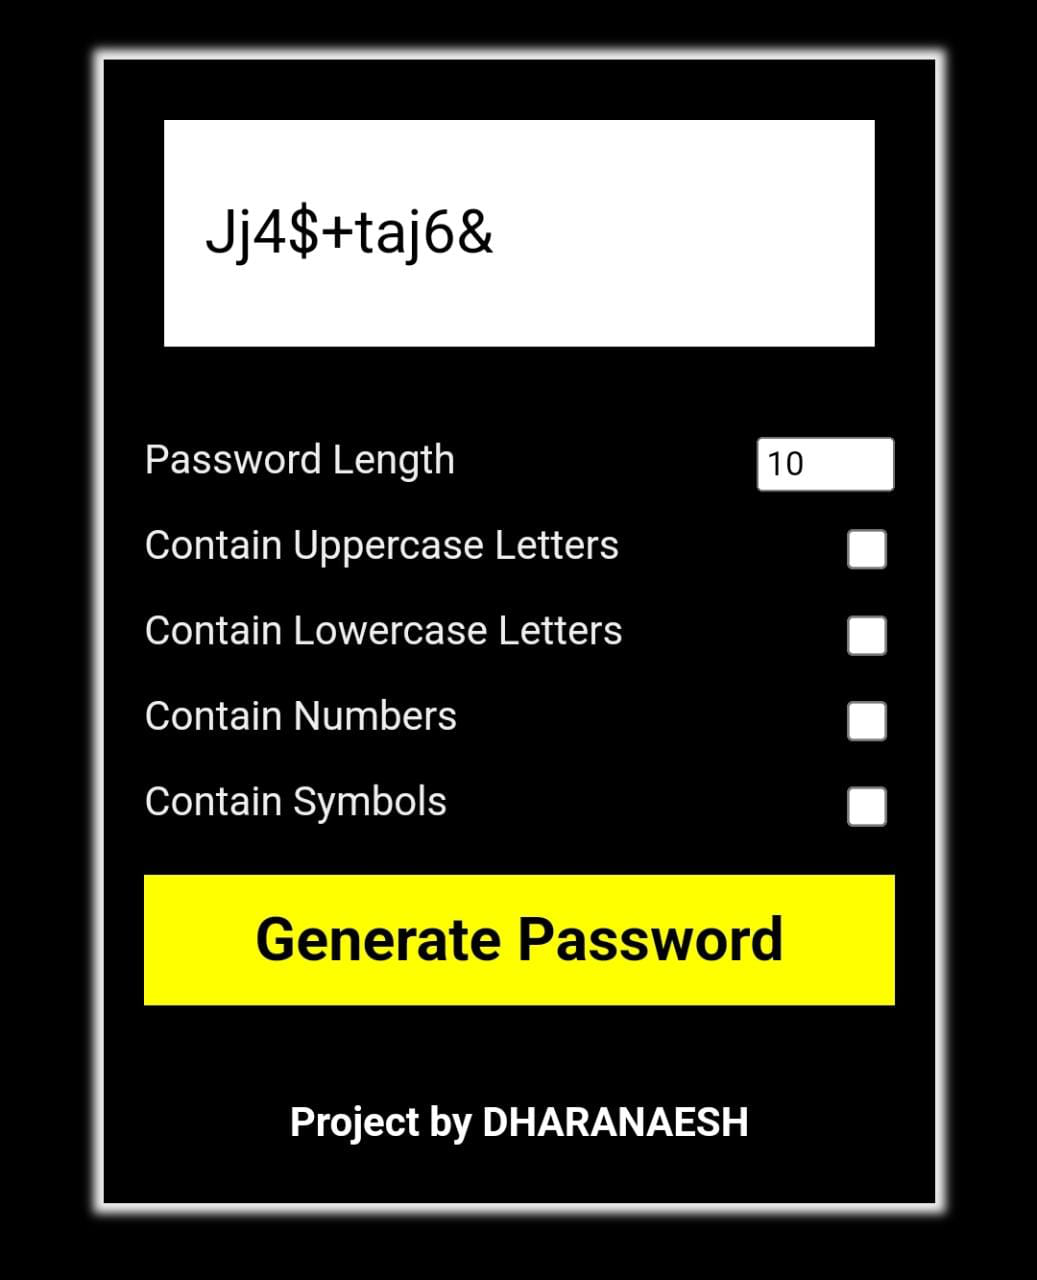 Jj4$+taj6&
Password Length
10
Contain Uppercase Letters
Contain Lowercase Letters
Contain Numbers
Contain Symbols
Generate Password
Project by DHARANAESH